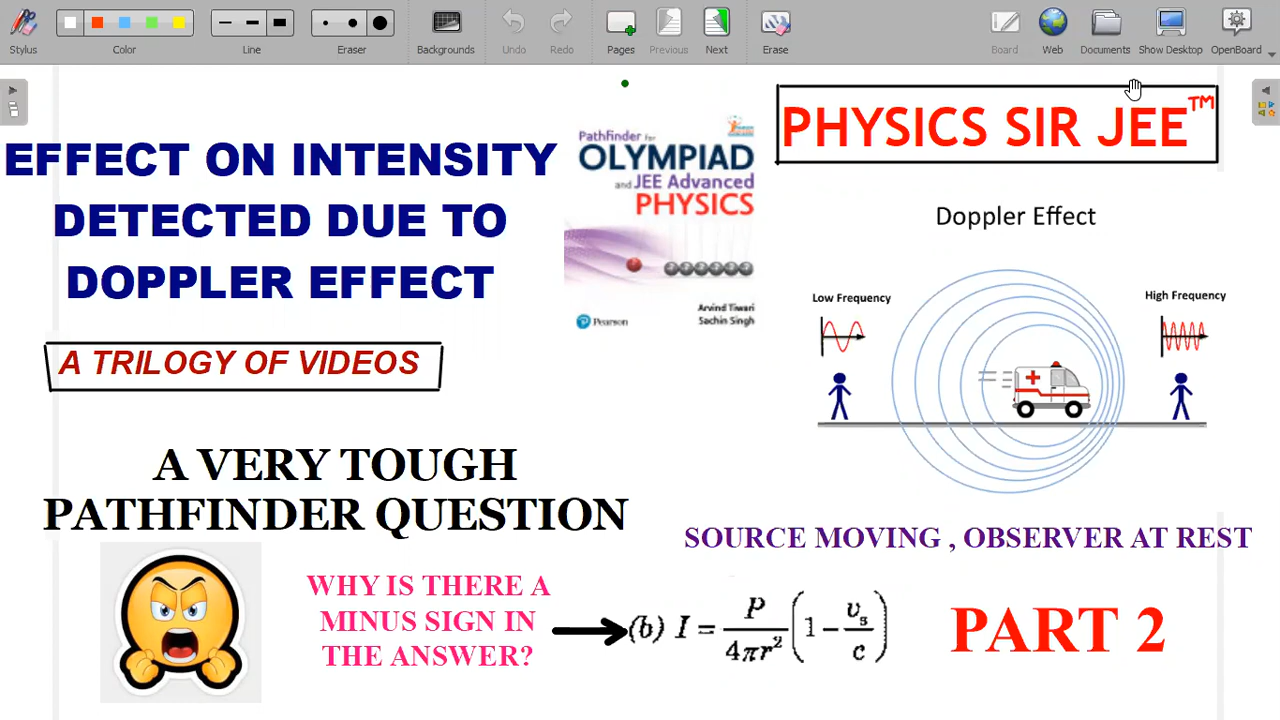 Stylus
Color
Line
Eraser
Backgrounds
Undo
Redo
Pages
Previous
Next
Erase
Board
Web
Documents
Show Desktop
OpenBoard
EFFECT ON INTENSITY
DETECTED DUE TO
DOPPLER EFFECT
A TRILOGY OF VIDEOS
Pathfinder for
OLYMPIAD
and JEE Advanced
PHYSICS
Arvind Tiwari
Sachin Singh
Pearson
PHYSICS SIR JEE™
Doppler Effect
Low Frequency
High Frequency
A VERY TOUGH
PATHFINDER QUESTION
SOURCE MOVING , OBSERVER AT REST
WHY IS THERE A
MINUS SIGN IN
THE ANSWER?
(b) I = P/4πr² (1 − υₛ/c)
PART 2